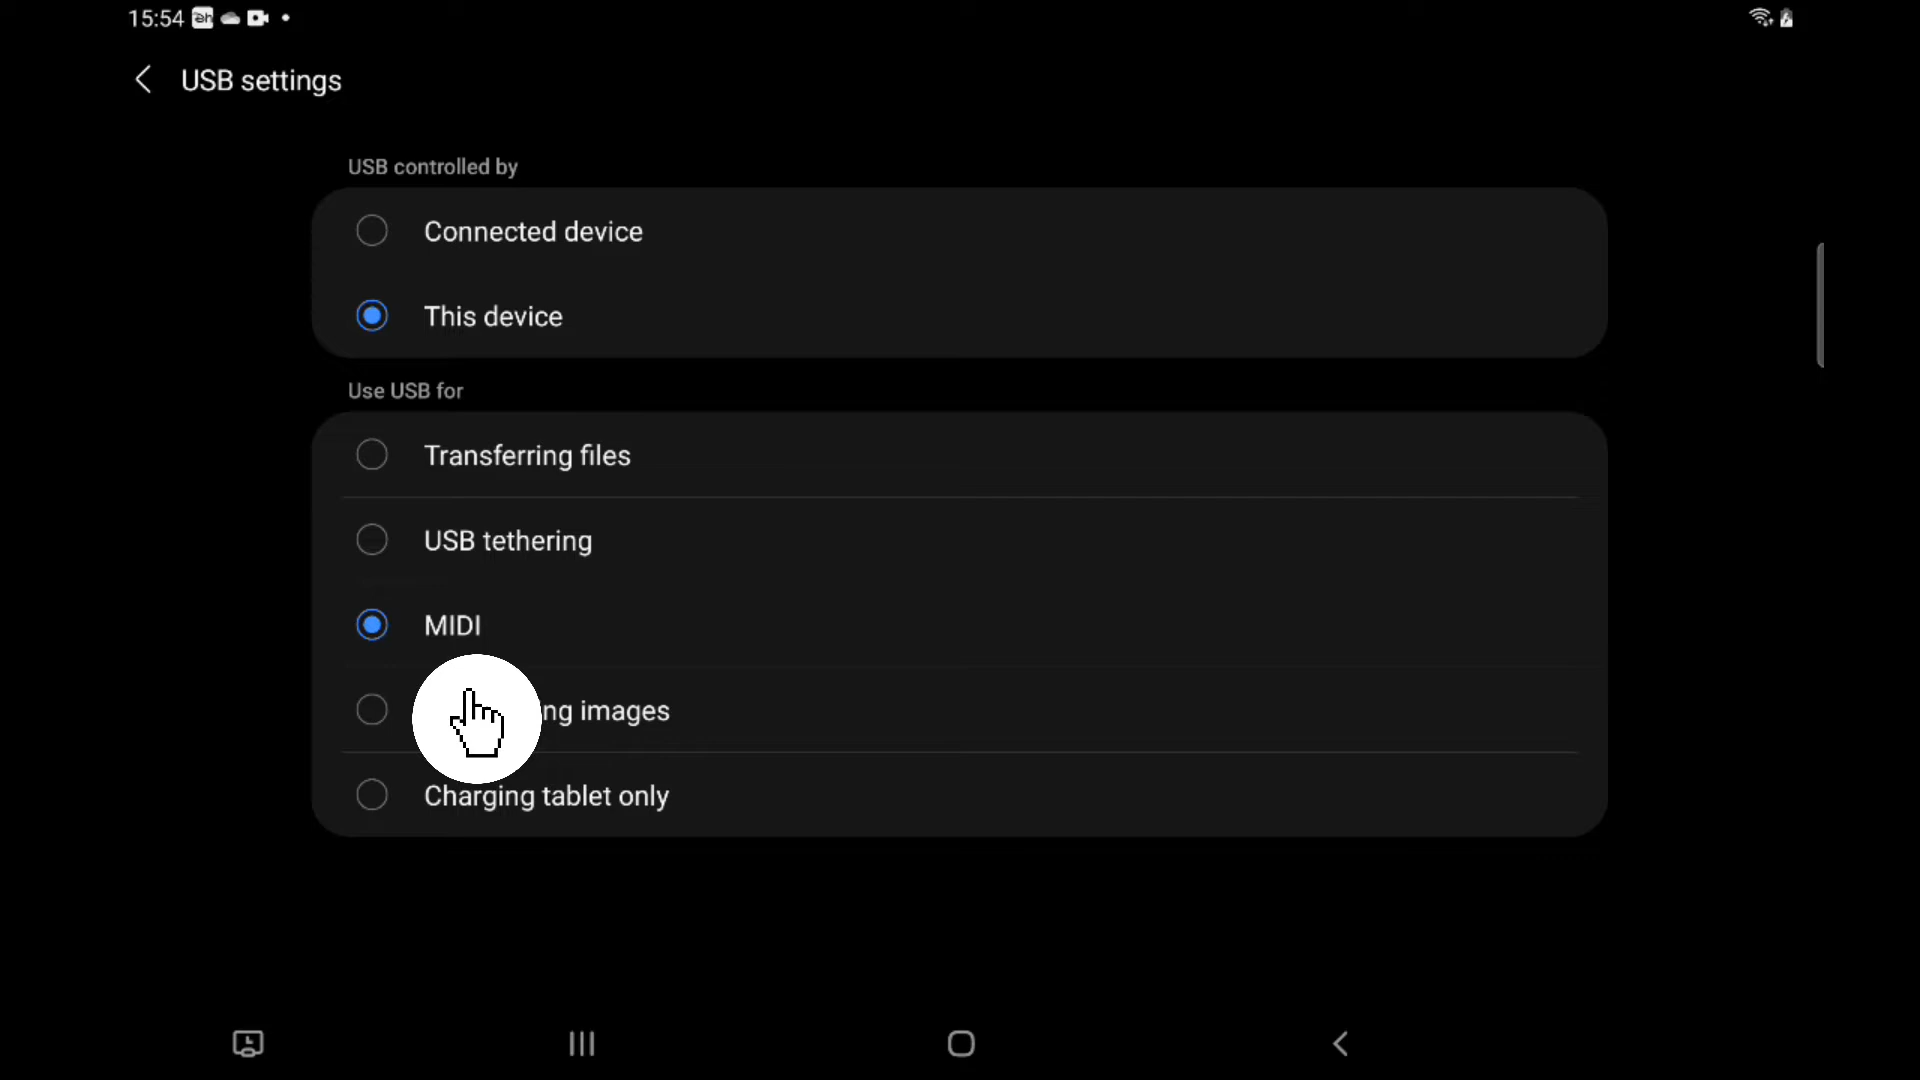 15:54
USB settings
USB controlled by
Connected device
This device
Use USB for
Transferring files
USB tethering
MIDI
ng images
Charging tablet only